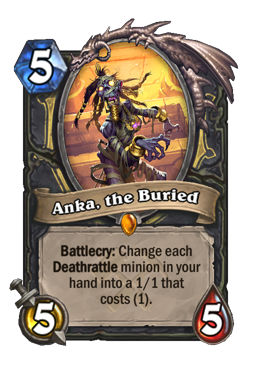 5
Anka, the Buried
Battlecry: Change each
Deathrattle minion in your
hand into a 1/1 that
costs (1).
5
5